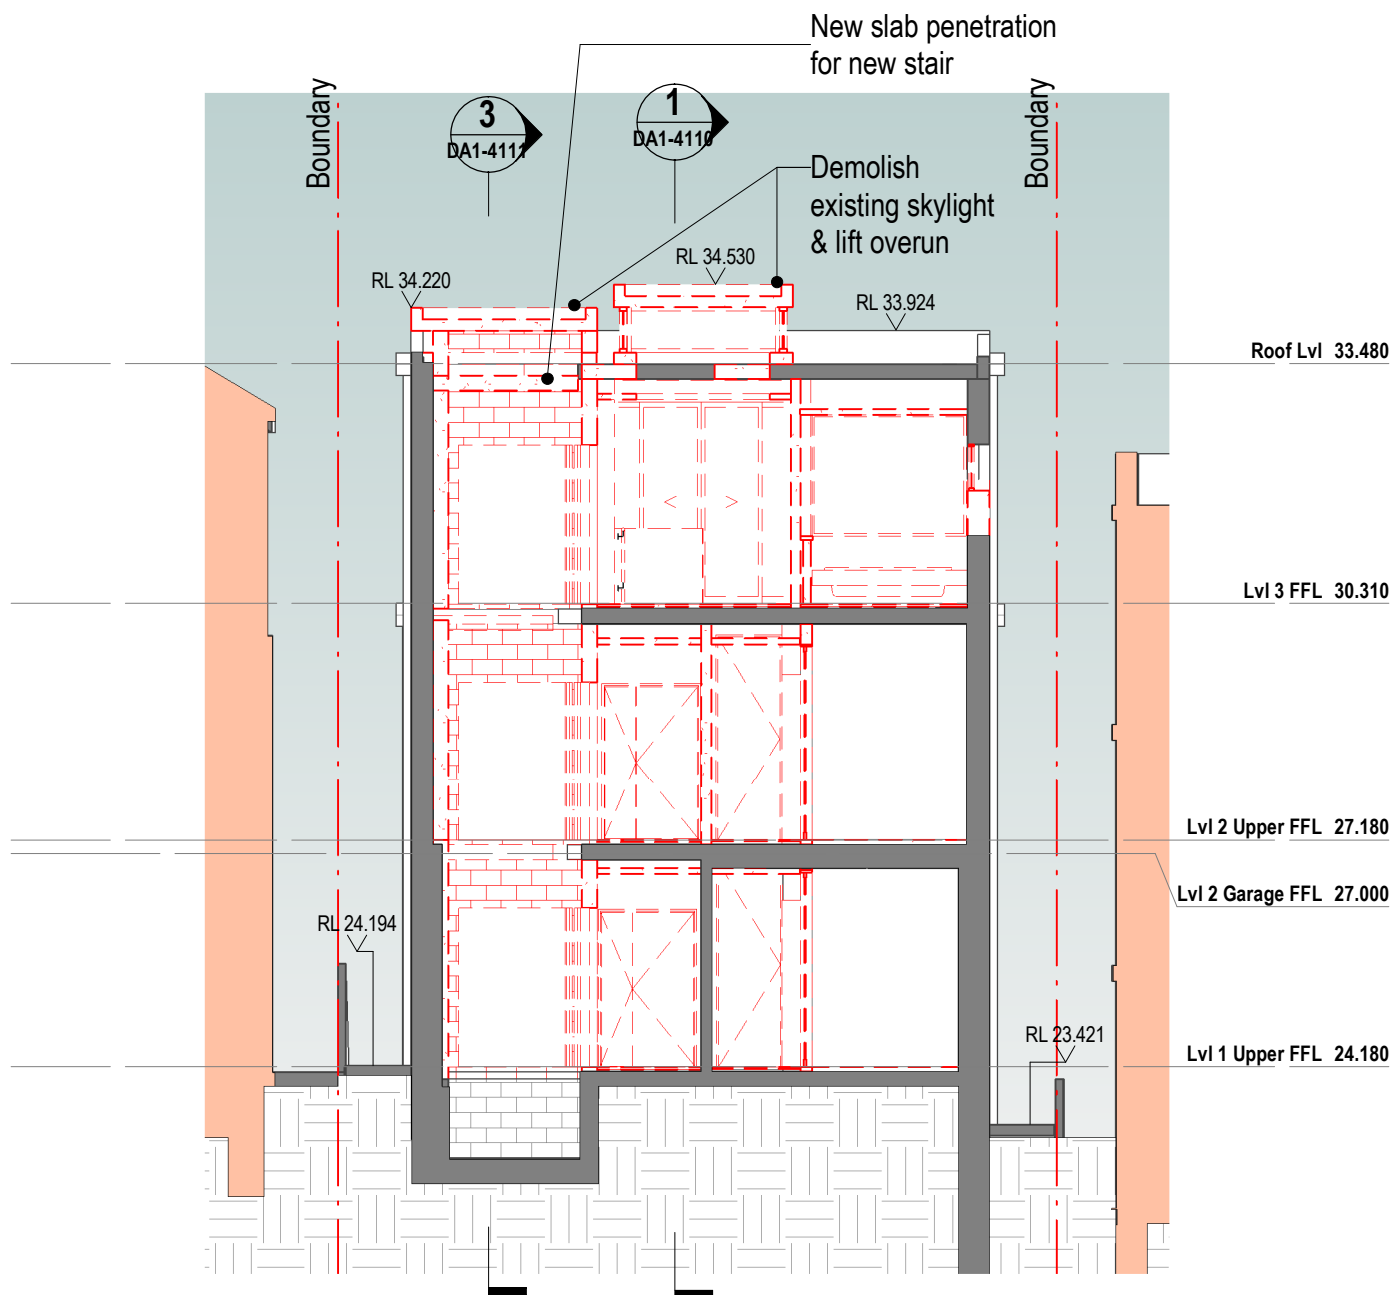 New slab penetration
for new stair
Boundary
3
DA1-4111
1
DA1-4110
Boundary
Demolish
existing skylight
& lift overun
RL 34.220
RL 34.530
RL 33.924
Roof Lvl 33.480
Lvl 3 FFL 30.310
Lvl 2 Upper FFL 27.180
Lvl 2 Garage FFL 27.000
RL 24.194
RL 23.421
Lvl 1 Upper FFL 24.180